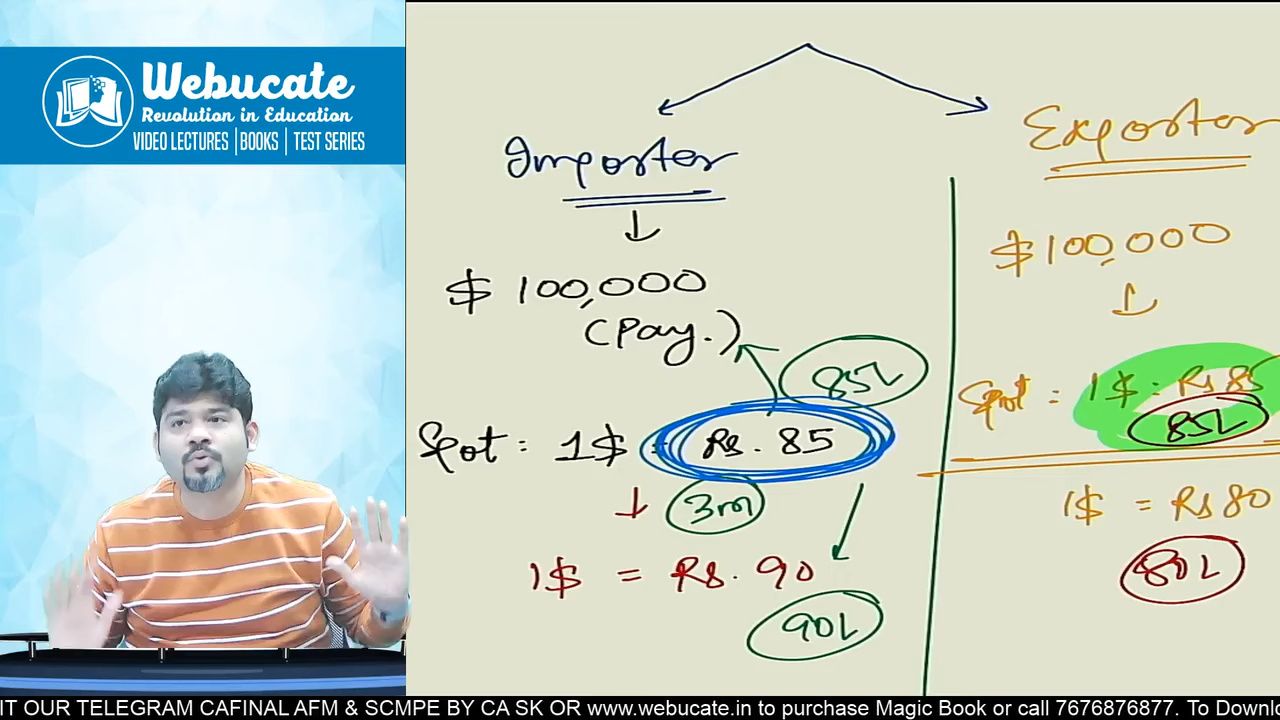 Webucate
Revolution in Education
VIDEO LECTURES | BOOKS | TEST SERIES
Importer
$ 100,000
(Pay.)
85L
Spot : 1$ = Rs. 85
3m
1$ = Rs. 90
90L
Exporter
$100,000
Spot : 1$ : Rs 85
85L
1$ = Rs 80
80L
IT OUR TELEGRAM CAFINAL AFM & SCMPE BY CA SK OR www.webucate.in to purchase Magic Book or call 7676876877. To Downlo